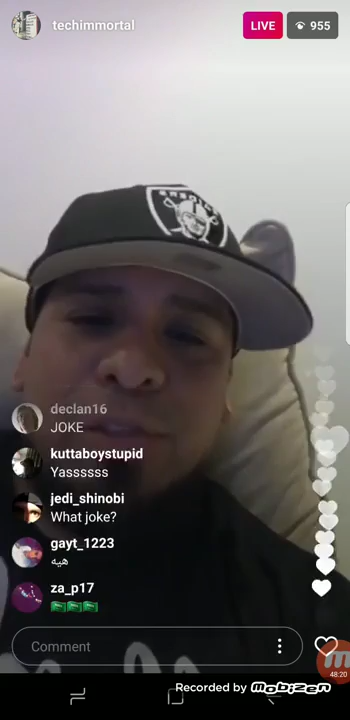 techimmortal
LIVE
955
RAIDERS
declan16
JOKE
kuttaboystupid
Yassssss
jedi_shinobi
What joke?
gayt_1223
هيه
za_p17
🇸🇦🇸🇦🇸🇦
Comment
48:20
Recorded by Mobizen